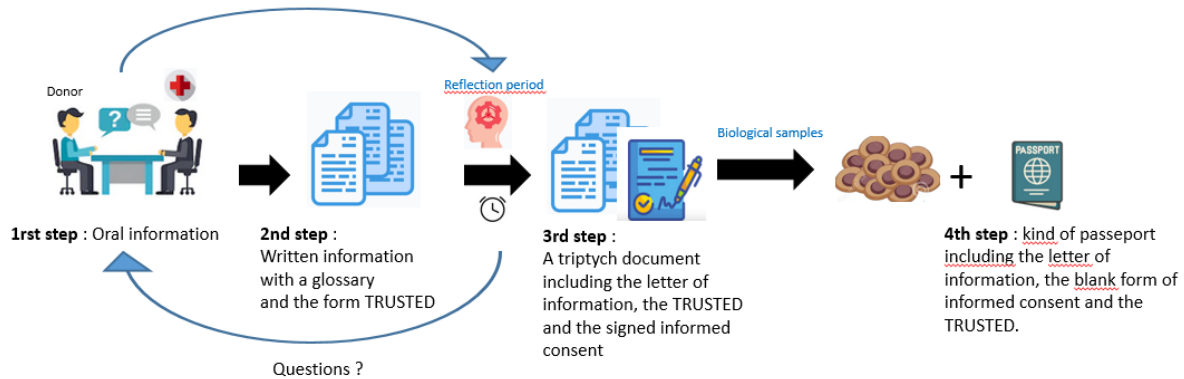 Donor
Reflection period
Biological samples
PASSPORT
?
1rst step : Oral information
2nd step :
Written information
with a glossary
and the form TRUSTED
3rd step :
A triptych document
including the letter of
information, the TRUSTED
and the signed informed
consent
4th step : kind of passeport
including the letter of
information, the blank form of
informed consent and the
TRUSTED.
Questions ?